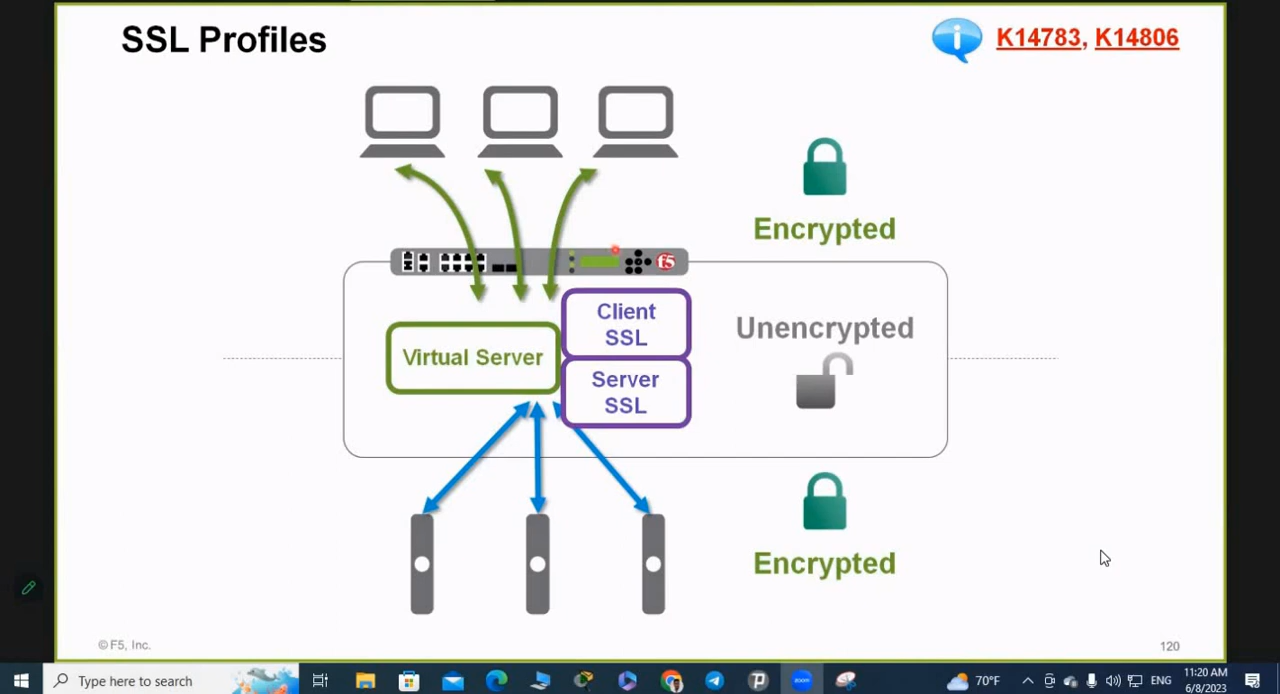 SSL Profiles
K14783, K14806
Encrypted
f5
Client
SSL
Unencrypted
Virtual Server
Server
SSL
Encrypted
© F5, Inc.
120
Type here to search
70°F
ENG
11:20 AM
6/8/2023